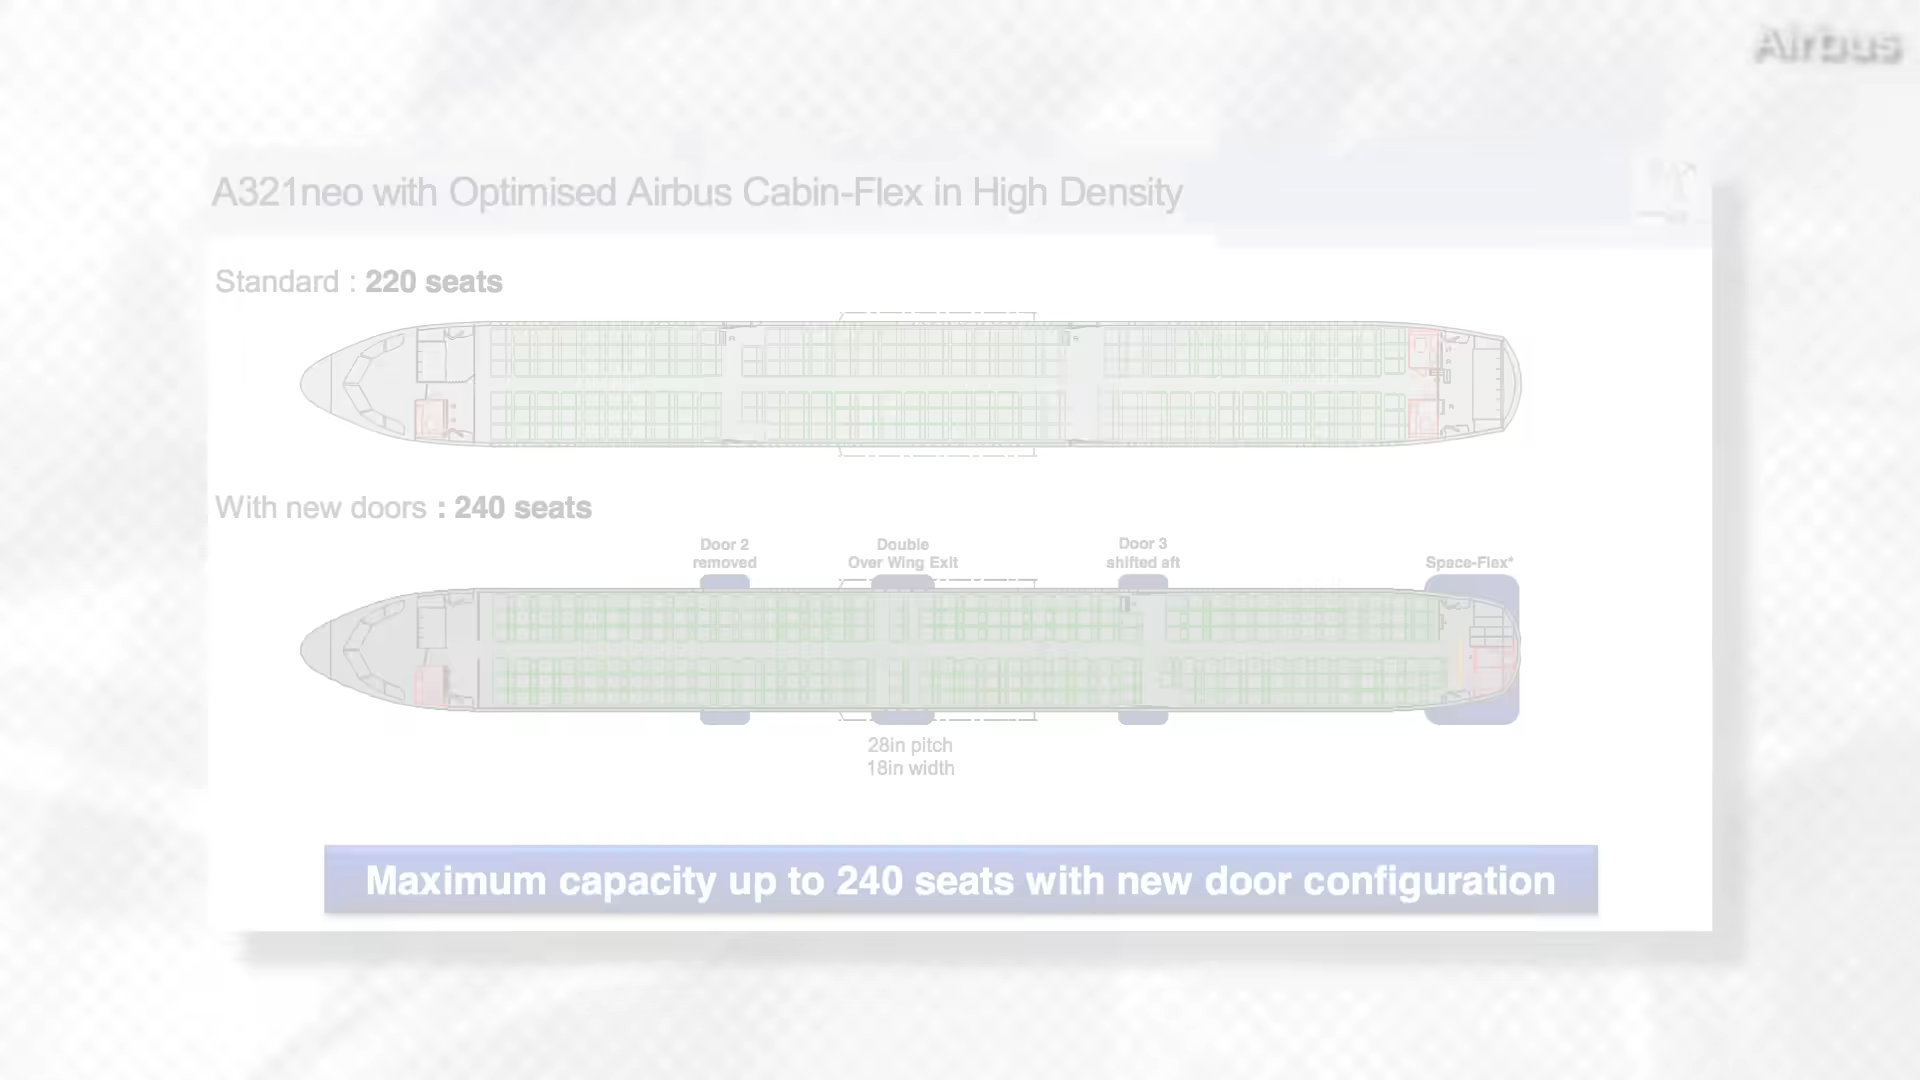 Airbus
A321neo with Optimised Airbus Cabin-Flex in High Density
Standard : 220 seats
With new doors : 240 seats
Door 2
removed
Double
Over Wing Exit
Door 3
shifted aft
Space-Flex*
28in pitch
18in width
Maximum capacity up to 240 seats with new door configuration